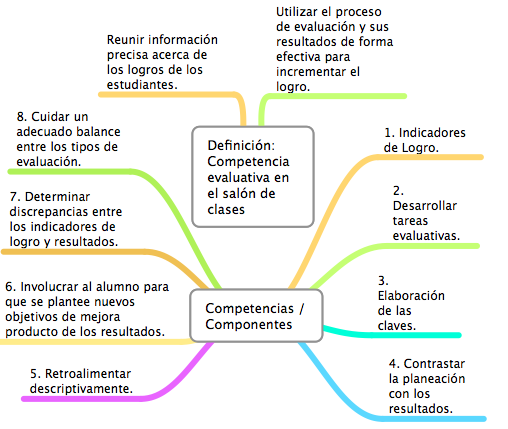 Reunir información
precisa acerca de
los logros de los
estudiantes.
Utilizar el proceso
de evaluación y sus
resultados de forma
efectiva para
incrementar el
logro.
Definición:
Competencia
evaluativa en
el salón de
clases
1. Indicadores
de Logro.
2.
Desarrollar
tareas
evaluativas.
3.
Elaboración
de las
claves.
4. Contrastar
la planeación
con los
resultados.
5. Retroalimentar
descriptivamente.
6. Involucrar al alumno para
que se plantee nuevos
objetivos de mejora
producto de los resultados.
7. Determinar
discrepancias entre
los indicadores de
logro y resultados.
8. Cuidar un
adecuado balance
entre los tipos de
evaluación.
Competencias /
Componentes